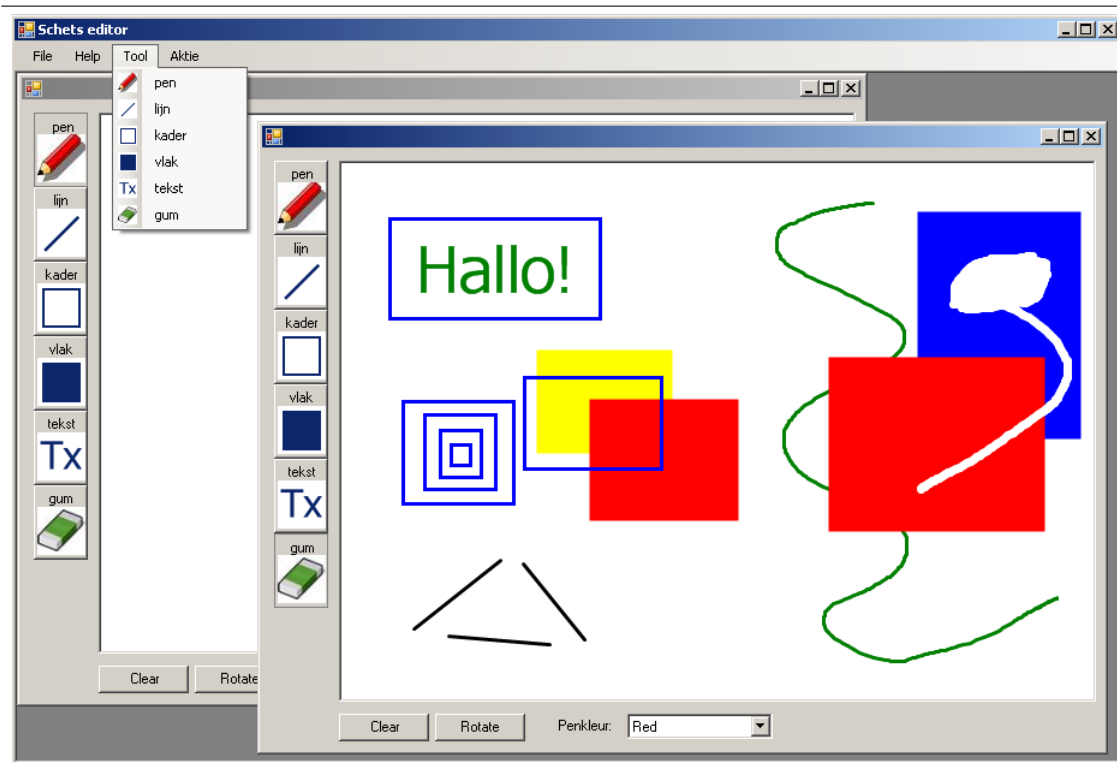 Schets editor
File Help Tool Aktie
pen
lijn
kader
vlak
Tx tekst
gum
pen
lijn
kader
vlak
tekst
Tx
gum
Clear
Rotate
pen
lijn
kader
vlak
tekst
Tx
gum
Hallo!
Clear
Rotate
Penkleur:
Red